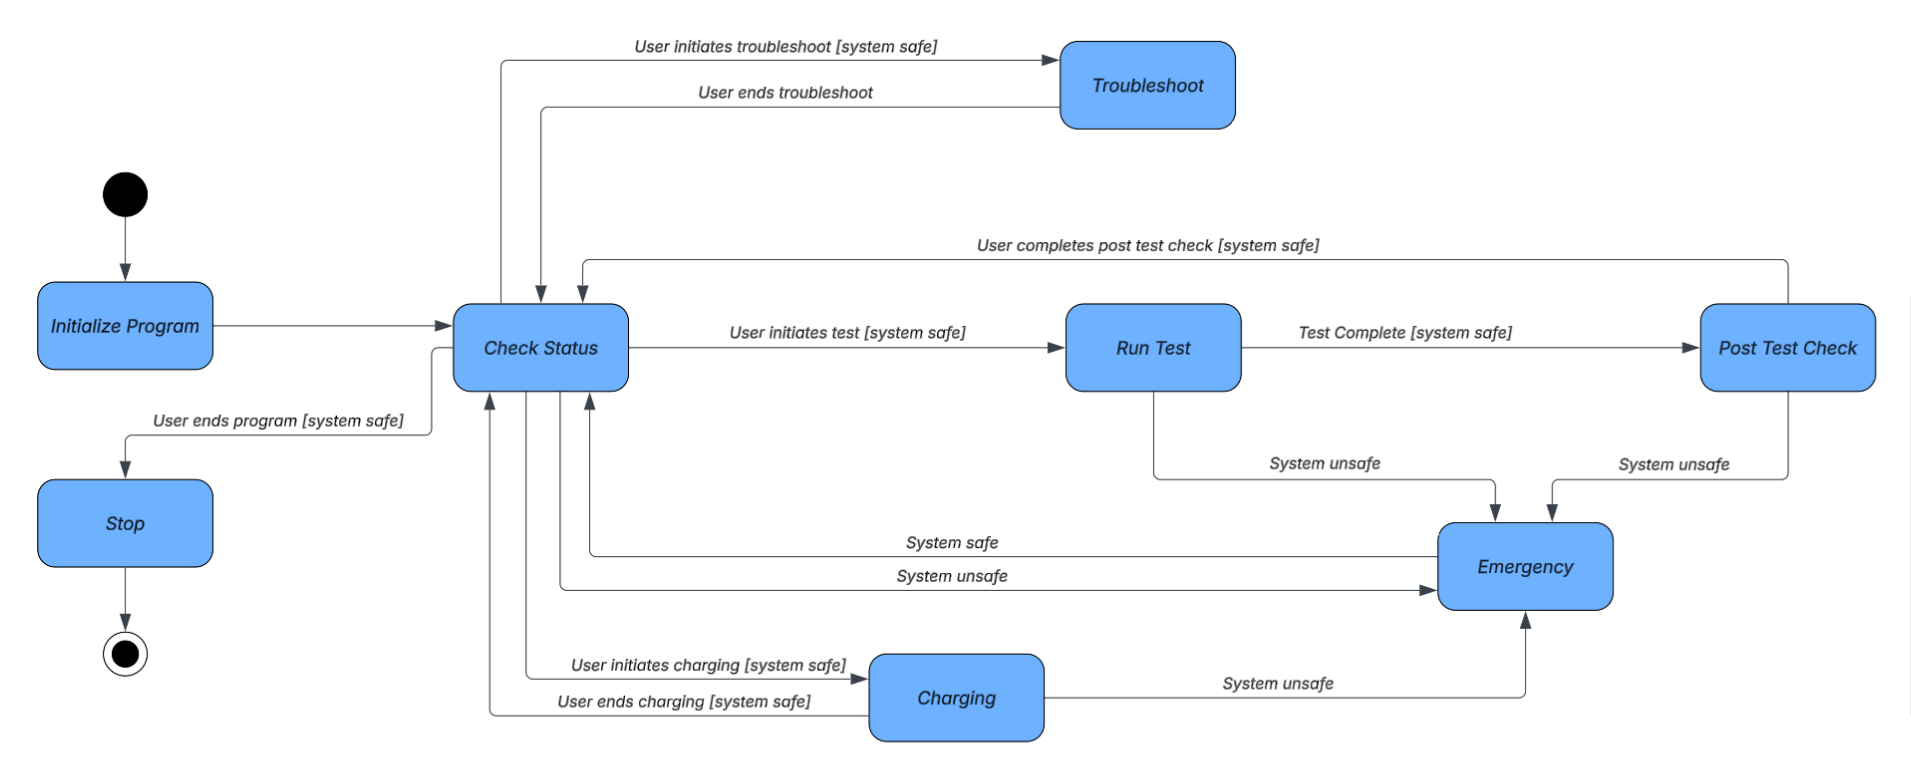 User initiates troubleshoot [system safe]
Troubleshoot
User ends troubleshoot
User completes post test check [system safe]
Initialize Program
Check Status
User initiates test [system safe]
Run Test
Test Complete [system safe]
Post Test Check
User ends program [system safe]
System unsafe
System unsafe
Stop
System safe
System unsafe
Emergency
User initiates charging [system safe]
User ends charging [system safe]
Charging
System unsafe